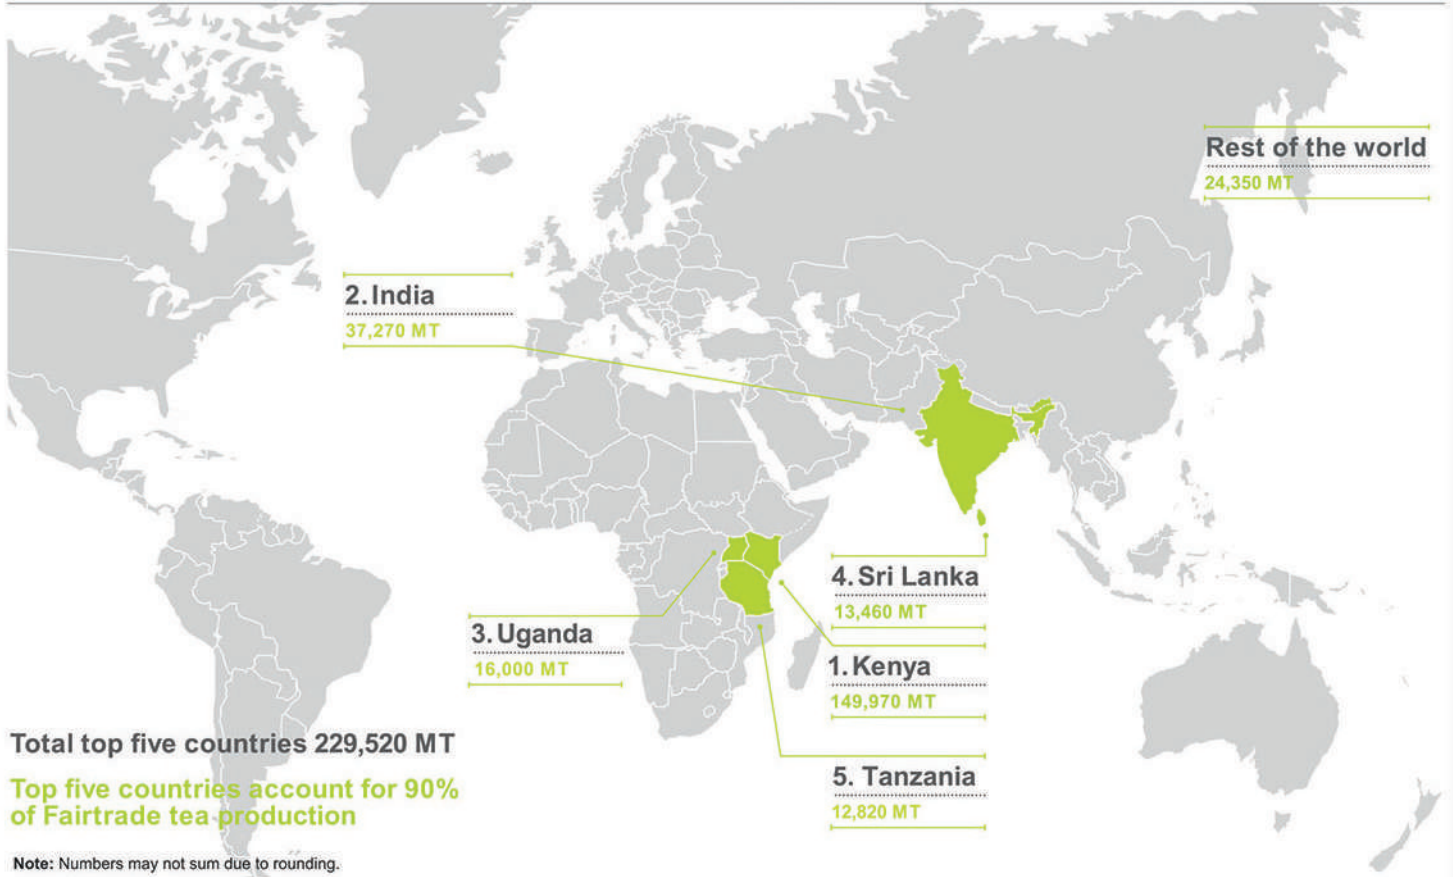 Rest of the world
24,350 MT
2. India
37,270 MT
4. Sri Lanka
13,460 MT
3. Uganda
16,000 MT
1. Kenya
149,970 MT
Total top five countries 229,520 MT
Top five countries account for 90%
of Fairtrade tea production
5. Tanzania
12,820 MT
Note: Numbers may not sum due to rounding.